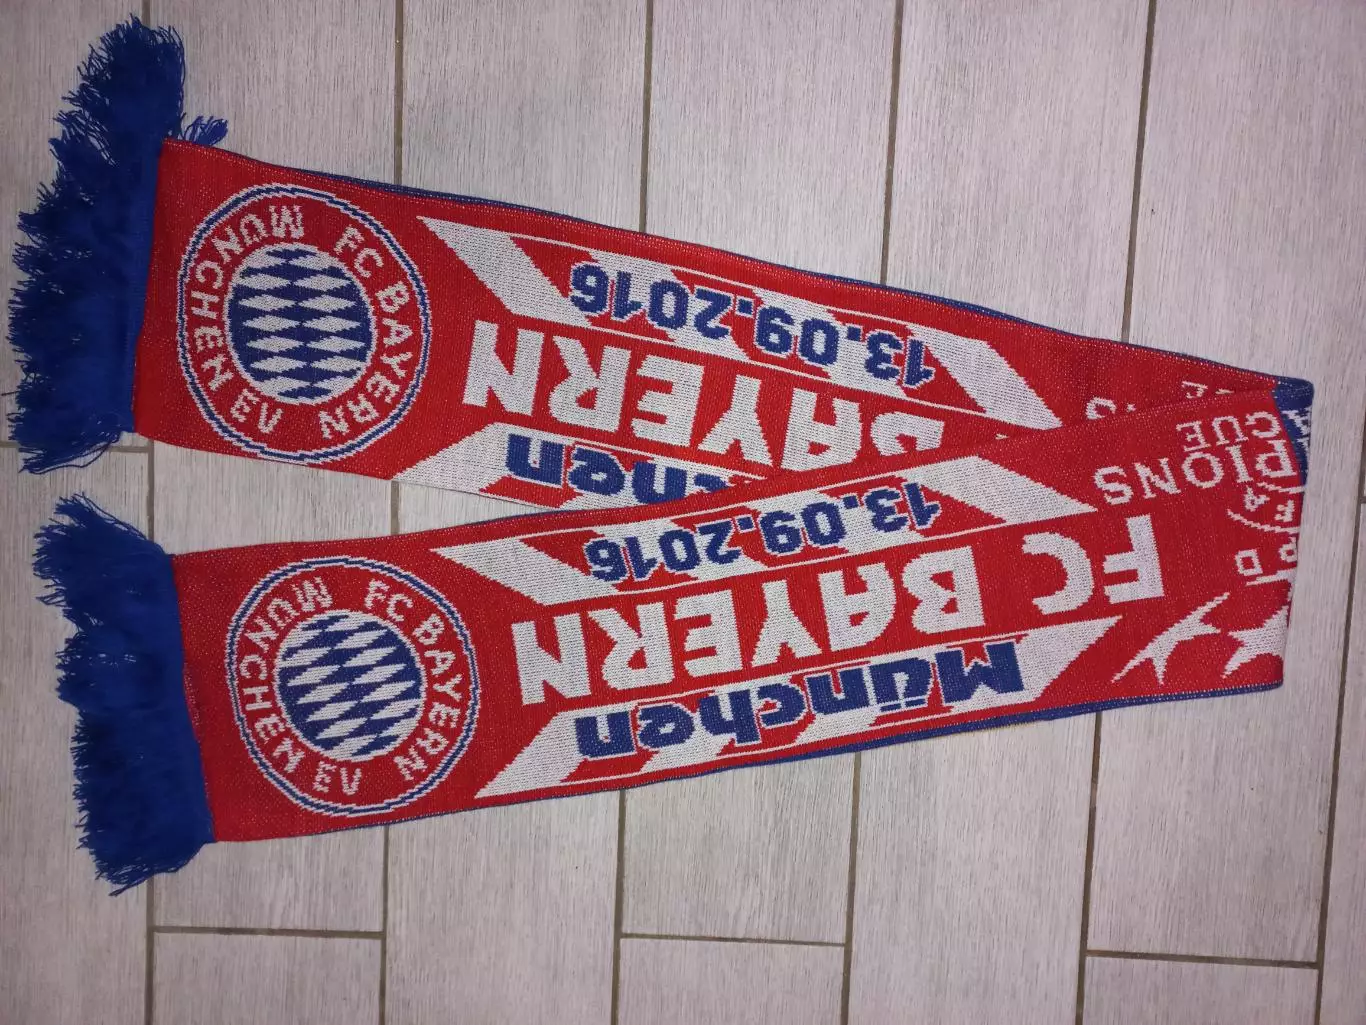 FC BAYERN
MÜNCHEN EV
13.09.2016
BAYERN
FC BAYERN
MÜNCHEN EV
München
FC BAYERN
13.09.2016